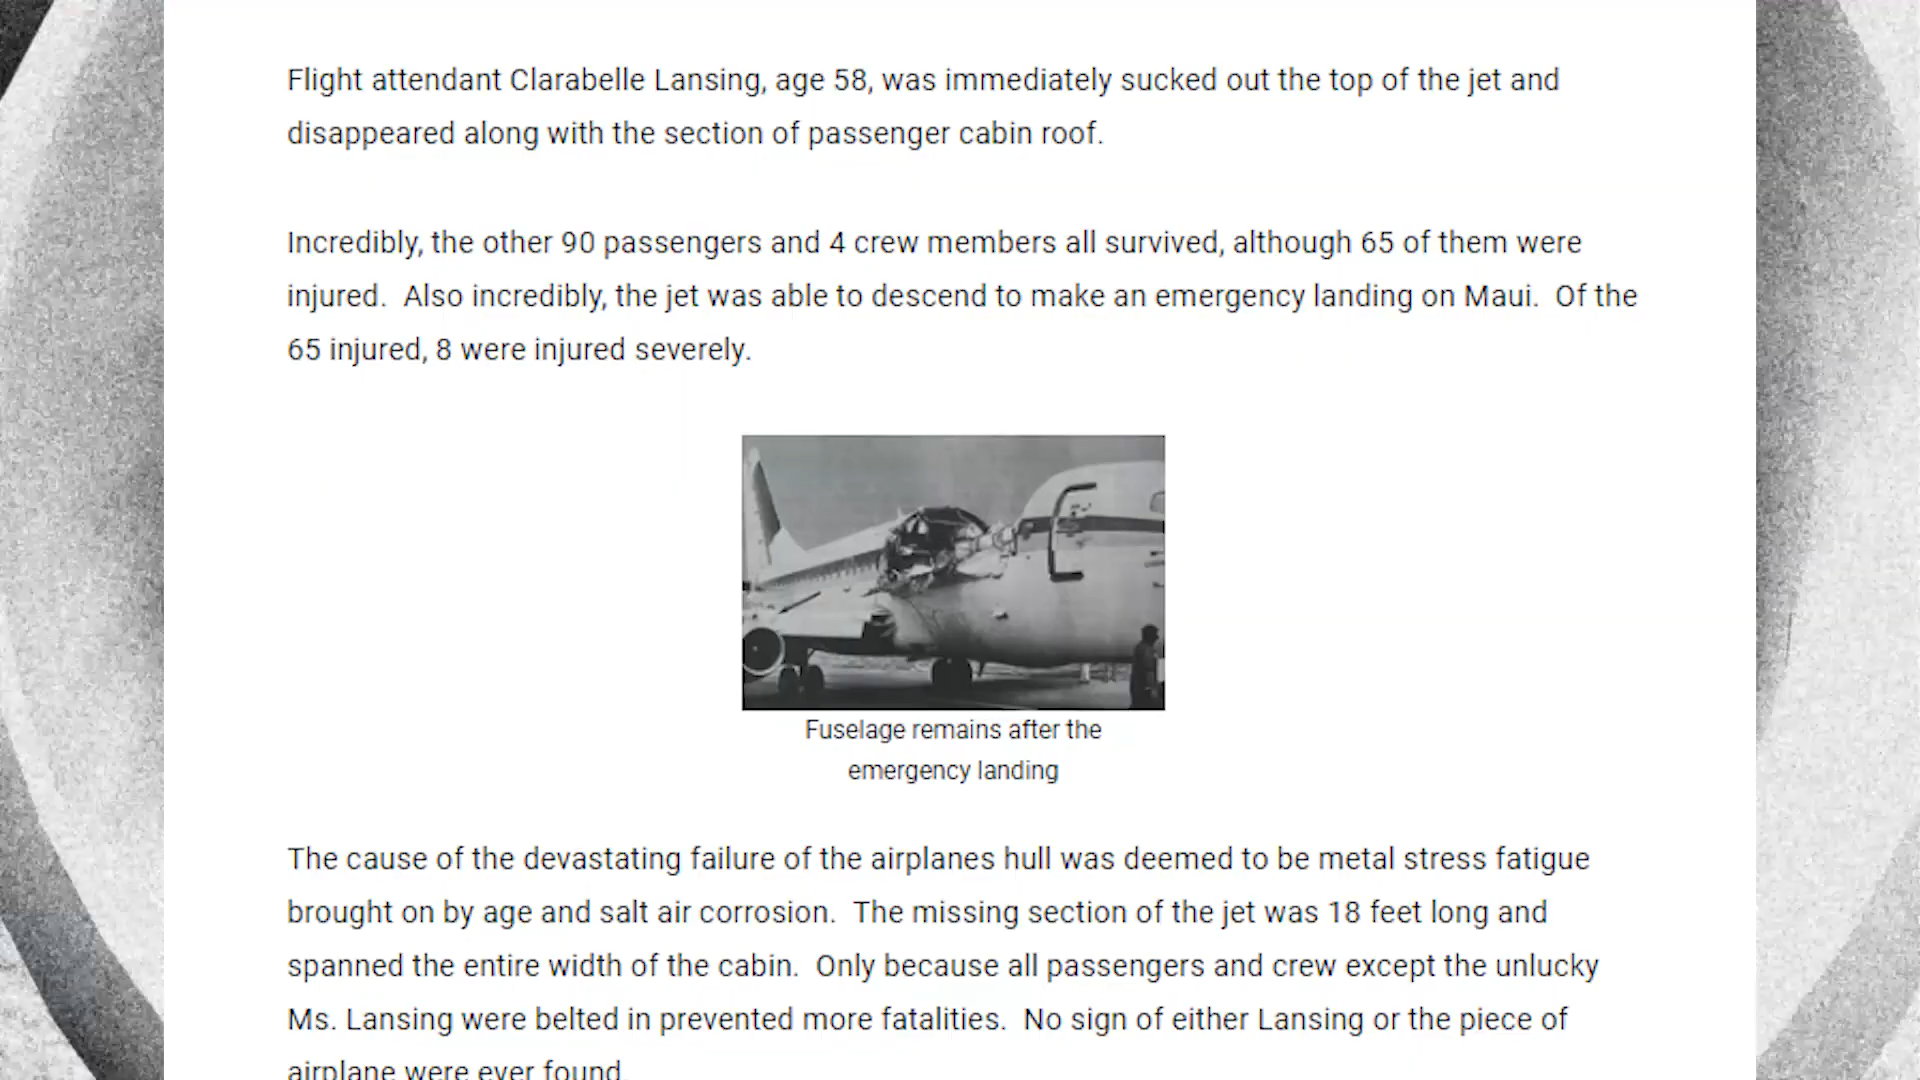 Flight attendant Clarabelle Lansing, age 58, was immediately sucked out the top of the jet and
disappeared along with the section of passenger cabin roof.
Incredibly, the other 90 passengers and 4 crew members all survived, although 65 of them were
injured.  Also incredibly, the jet was able to descend to make an emergency landing on Maui.  Of the
65 injured, 8 were injured severely.
Fuselage remains after the
emergency landing
The cause of the devastating failure of the airplanes hull was deemed to be metal stress fatigue
brought on by age and salt air corrosion.  The missing section of the jet was 18 feet long and
spanned the entire width of the cabin.  Only because all passengers and crew except the unlucky
Ms. Lansing were belted in prevented more fatalities.  No sign of either Lansing or the piece of
airplane were ever found.